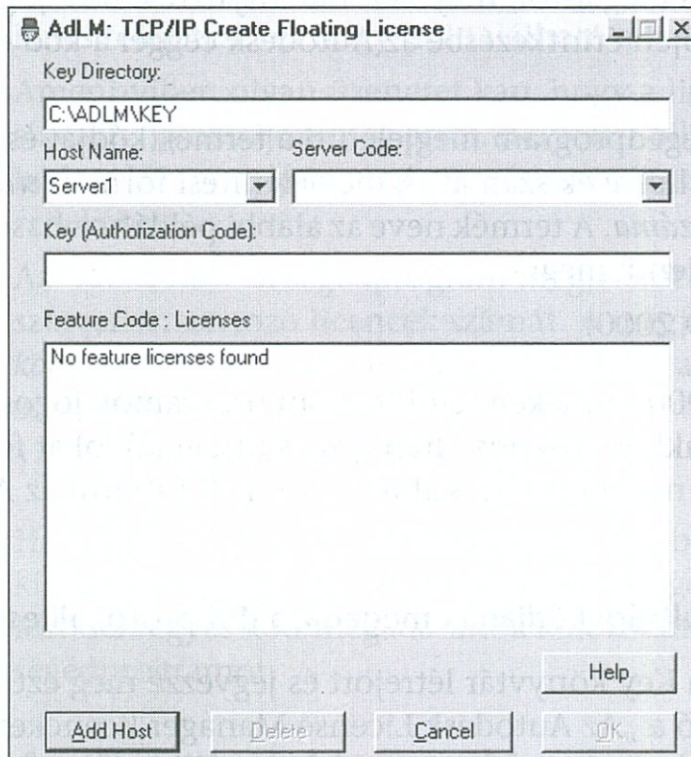 AdLM: TCP/IP Create Floating License
Key Directory:
C:\ADLM\KEY
Host Name:
Server Code:
Server1
Key (Authorization Code):
Feature Code : Licenses
No feature licenses found
Help
Add Host
Delete
Cancel
OK